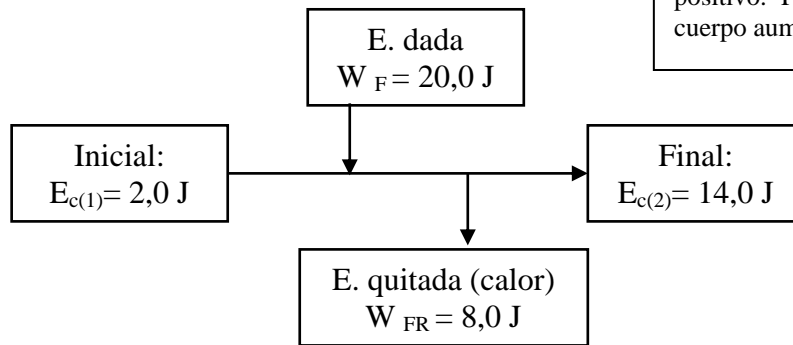 cuerpo aum
E. dada
W F = 20,0 J
Inicial:
Ec(1)= 2,0 J
Final:
Ec(2)= 14,0 J
E. quitada (calor)
W FR = 8,0 J